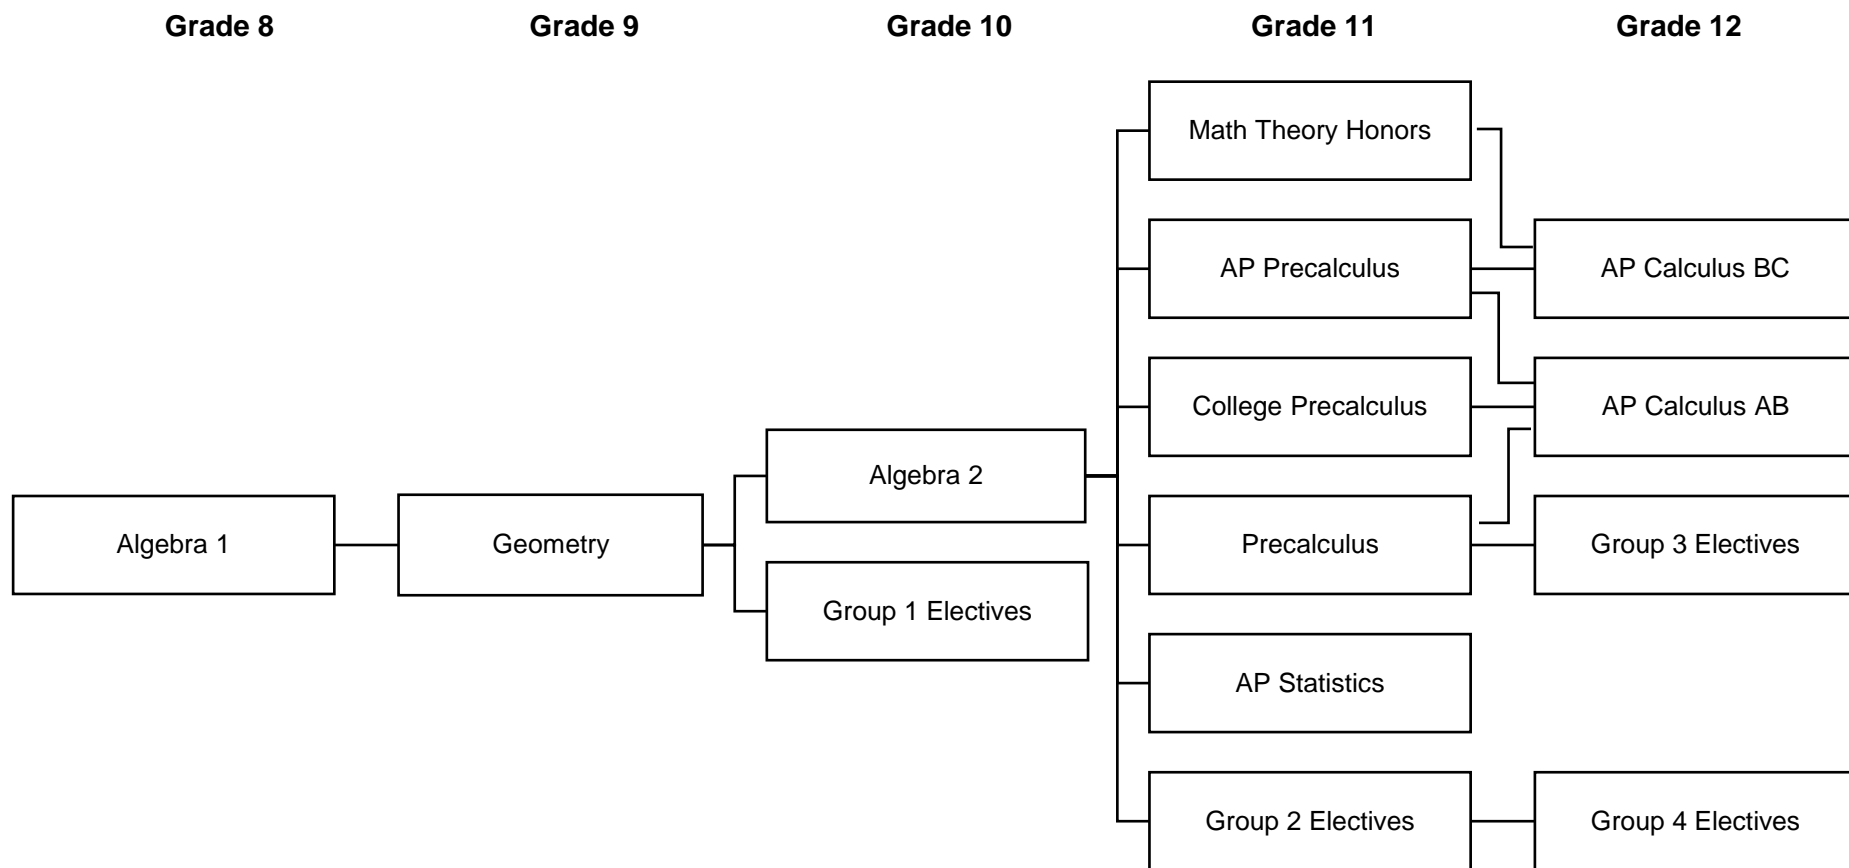 Grade 8
Grade 9
Grade 10
Grade 11
Grade 12
Math Theory Honors
AP Precalculus
AP Calculus BC
College Precalculus
AP Calculus AB
Algebra 2
Algebra 1
Geometry
Precalculus
Group 3 Electives
Group 1 Electives
AP Statistics
Group 2 Electives
Group 4 Electives